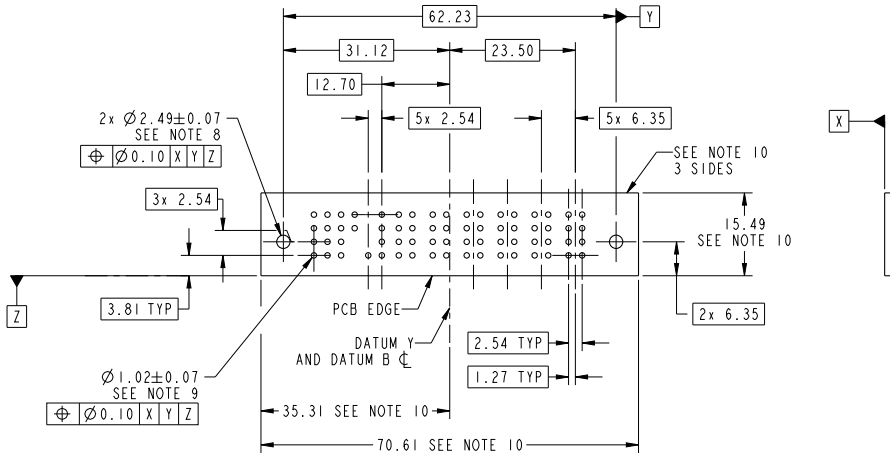 62.23
Y
31.12
23.50
12.70
2x Ø2.49±0.07
SEE NOTE 8
⌖ Ø0.10 X Y Z
5x 2.54
5x 6.35
X
SEE NOTE 10
3 SIDES
3x 2.54
15.49
SEE NOTE 10
3.81 TYP
Z
PCB EDGE
2x 6.35
DATUM Y
AND DATUM B ℄
2.54 TYP
1.27 TYP
Ø1.02±0.07
SEE NOTE 9
⌖ Ø0.10 X Y Z
35.31 SEE NOTE 10
70.61 SEE NOTE 10